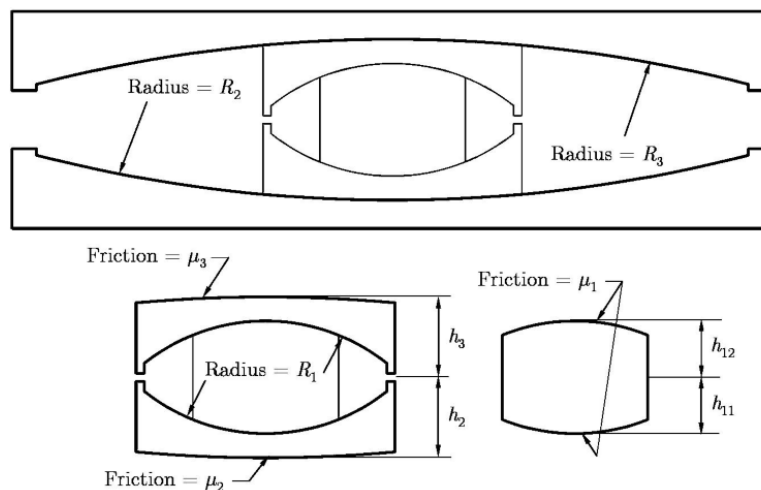 Radius = R₂
Radius = R₃
Friction = μ₃
Friction = μ₁
h₃
h₁₂
Radius = R₁
h₂
h₁₁
Friction = μ₂